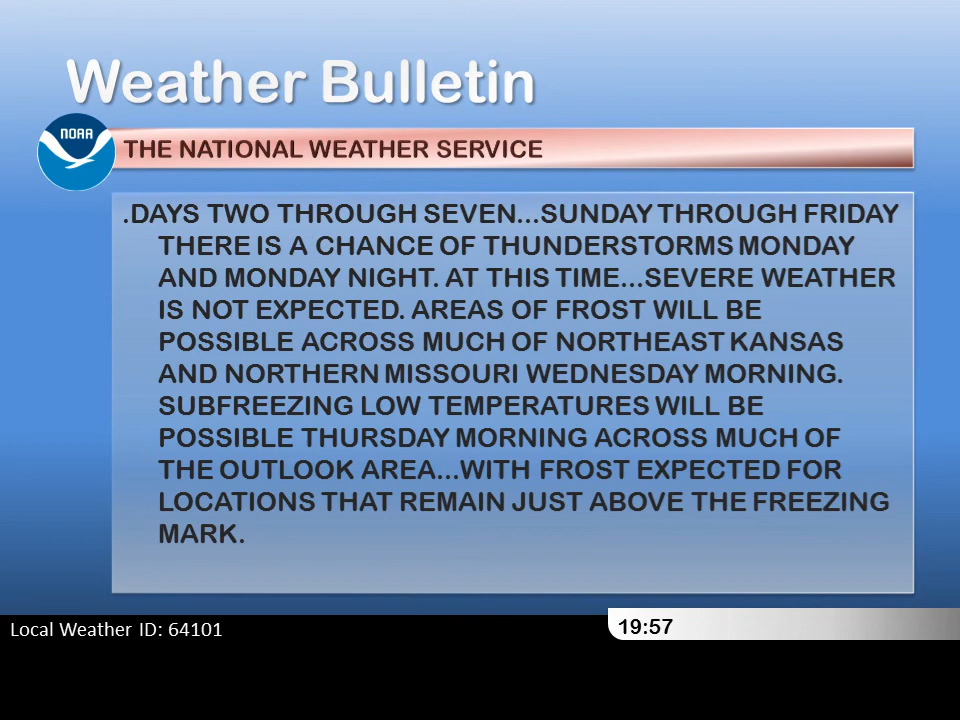 Weather Bulletin
NOAA
THE NATIONAL WEATHER SERVICE
.DAYS TWO THROUGH SEVEN...SUNDAY THROUGH FRIDAY
THERE IS A CHANCE OF THUNDERSTORMS MONDAY
AND MONDAY NIGHT. AT THIS TIME...SEVERE WEATHER
IS NOT EXPECTED. AREAS OF FROST WILL BE
POSSIBLE ACROSS MUCH OF NORTHEAST KANSAS
AND NORTHERN MISSOURI WEDNESDAY MORNING.
SUBFREEZING LOW TEMPERATURES WILL BE
POSSIBLE THURSDAY MORNING ACROSS MUCH OF
THE OUTLOOK AREA...WITH FROST EXPECTED FOR
LOCATIONS THAT REMAIN JUST ABOVE THE FREEZING
MARK.
Local Weather ID: 64101
19:57